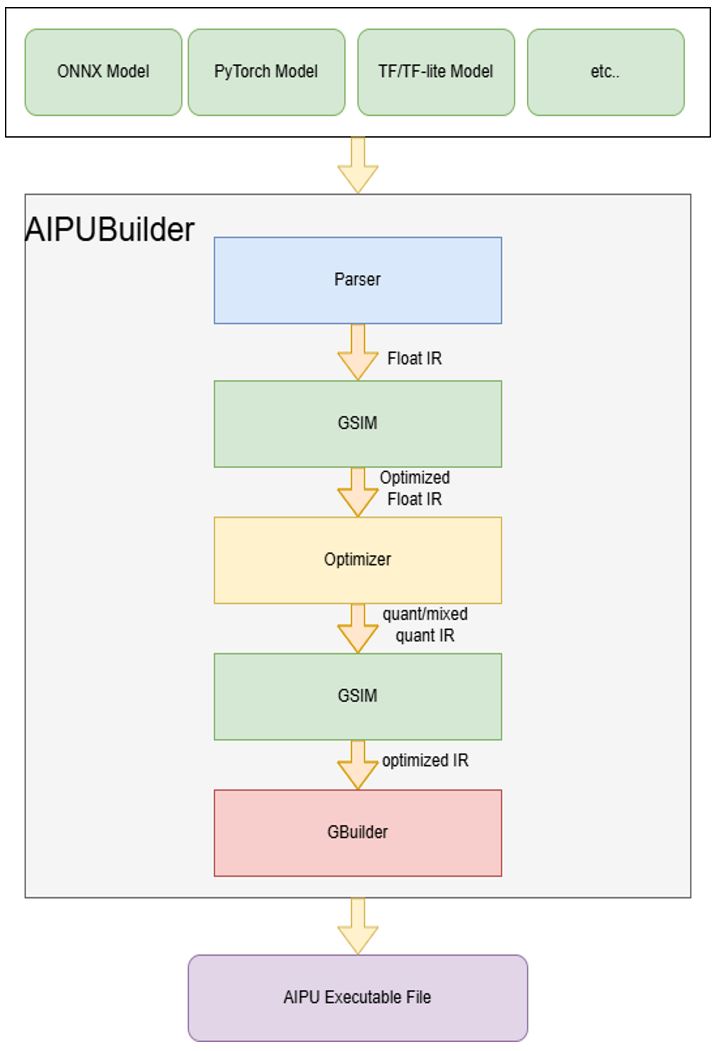 ONNX Model
PyTorch Model
TF/TF-lite Model
etc..
AIPUBuilder
Parser
Float IR
GSIM
Optimized
Float IR
Optimizer
quant/mixed
quant IR
GSIM
optimized IR
GBuilder
AIPU Executable File